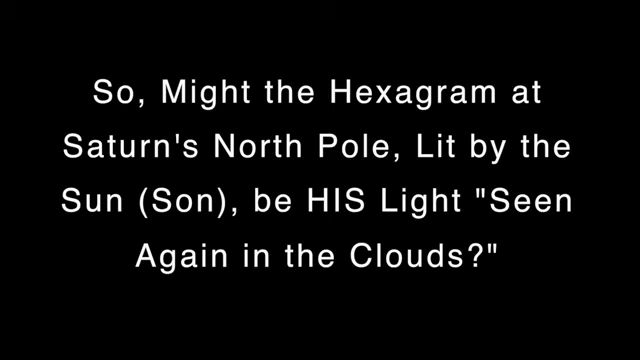 So, Might the Hexagram at
Saturn's North Pole, Lit by the
Sun (Son), be HIS Light "Seen
Again in the Clouds?"